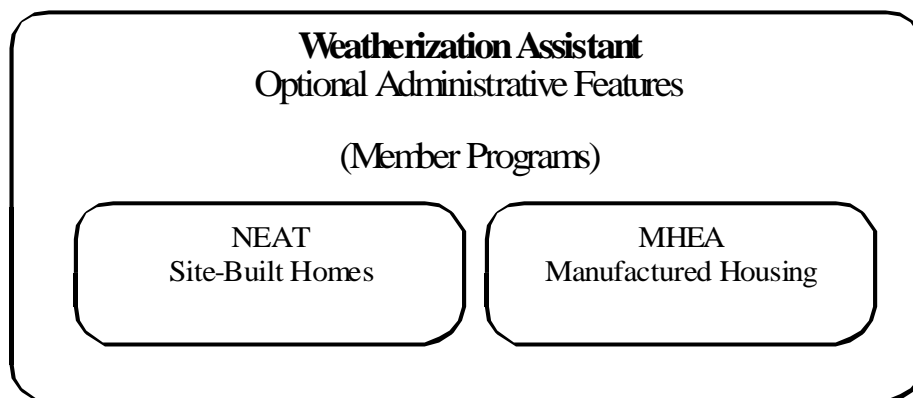 Weatherization Assistant
Optional Administrative Features
(Member Programs)
NEAT
Site-Built Homes
MHEA
Manufactured Housing